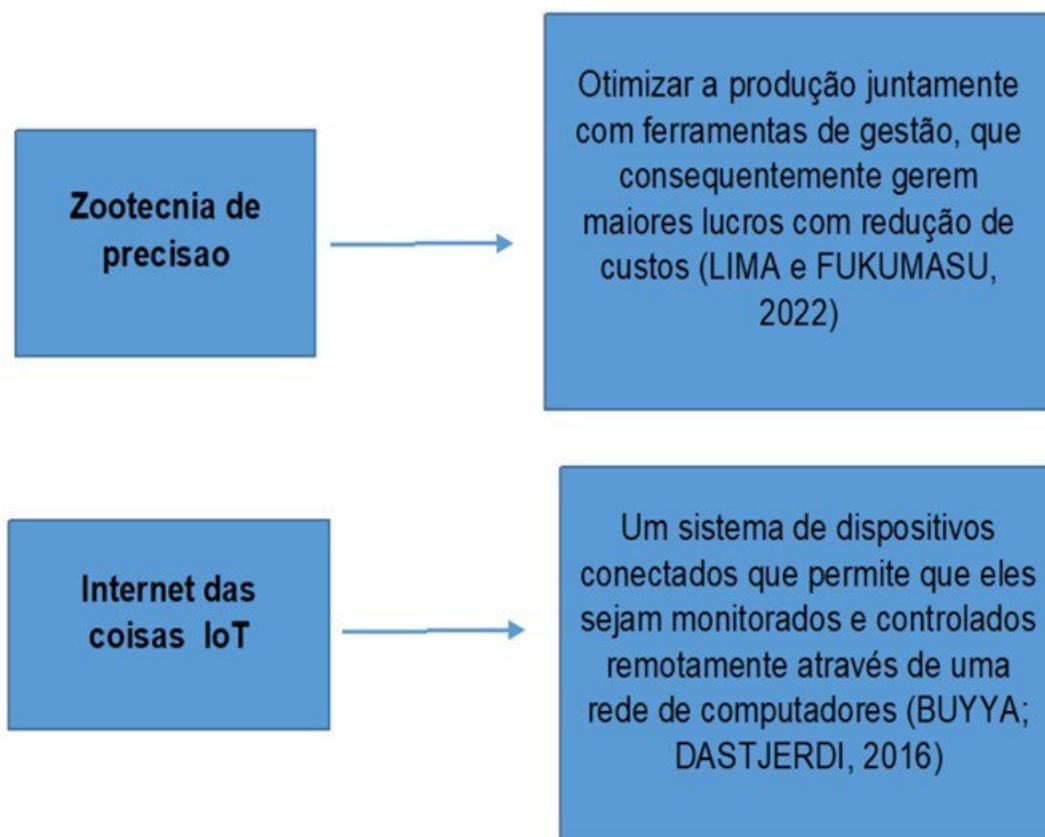 Zootecnia de
precisao
Otimizar a produção juntamente
com ferramentas de gestão, que
consequentemente gerem
maiores lucros com redução de
custos (LIMA e FUKUMASU,
2022)
Internet das
coisas IoT
Um sistema de dispositivos
conectados que permite que eles
sejam monitorados e controlados
remotamente através de uma
rede de computadores (BUYYA;
DASTJERDI, 2016)